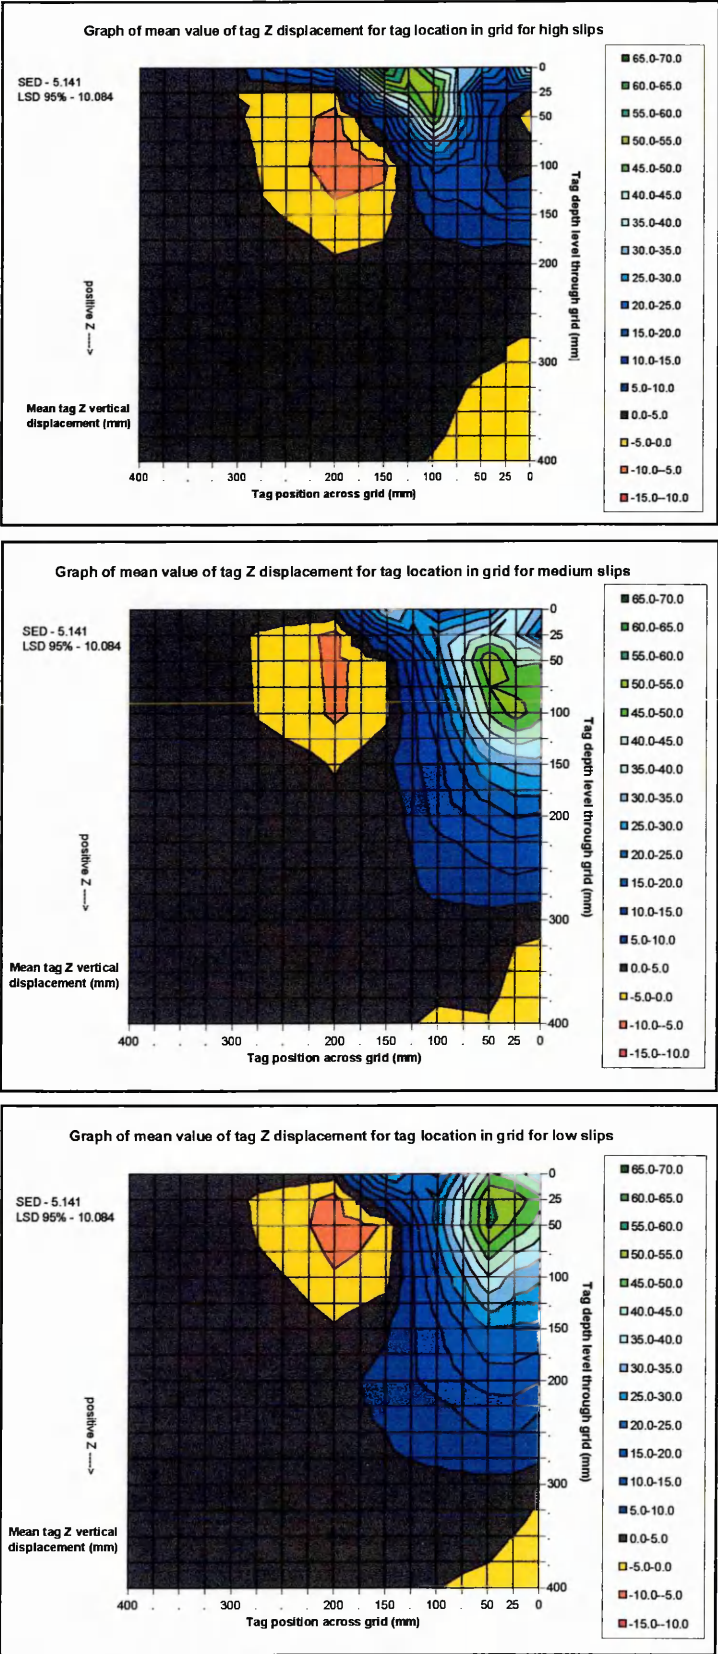 Graph of mean value of tag Z displacement for tag location in grid for high slips
SED - 5.141
LSD 95% - 10.084
positive Z ---->
Mean tag Z vertical
displacement (mm)
0
25
50
100
150
200
300
400
Tag depth level through grid (mm)
400 . . . 300 . . . 200 . 150 . 100 . 50 25 0
Tag position across grid (mm)
65.0-70.0
60.0-65.0
55.0-60.0
50.0-55.0
45.0-50.0
40.0-45.0
35.0-40.0
30.0-35.0
25.0-30.0
20.0-25.0
15.0-20.0
10.0-15.0
5.0-10.0
0.0-5.0
-5.0-0.0
-10.0--5.0
-15.0--10.0
Graph of mean value of tag Z displacement for tag location in grid for medium slips
SED - 5.141
LSD 95% - 10.084
positive Z ---->
Mean tag Z vertical
displacement (mm)
0
25
50
100
150
200
300
400
Tag depth level through grid (mm)
400 . . . 300 . . . 200 . 150 . 100 . 50 25 0
Tag position across grid (mm)
65.0-70.0
60.0-65.0
55.0-60.0
50.0-55.0
45.0-50.0
40.0-45.0
35.0-40.0
30.0-35.0
25.0-30.0
20.0-25.0
15.0-20.0
10.0-15.0
5.0-10.0
0.0-5.0
-5.0-0.0
-10.0--5.0
-15.0--10.0
Graph of mean value of tag Z displacement for tag location in grid for low slips
SED - 5.141
LSD 95% - 10.084
positive Z ---->
Mean tag Z vertical
displacement (mm)
0
25
50
100
150
200
300
400
Tag depth level through grid (mm)
400 . . . 300 . . . 200 . 150 . 100 . 50 25 0
Tag position across grid (mm)
65.0-70.0
60.0-65.0
55.0-60.0
50.0-55.0
45.0-50.0
40.0-45.0
35.0-40.0
30.0-35.0
25.0-30.0
20.0-25.0
15.0-20.0
10.0-15.0
5.0-10.0
0.0-5.0
-5.0-0.0
-10.0--5.0
-15.0--10.0